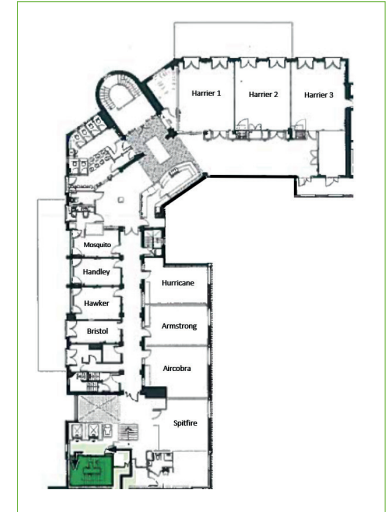 Harrier 1
Harrier 2
Harrier 3
Mosquito
Handley
Hurricane
Hawker
Armstrong
Bristol
Aircobra
Spitfire